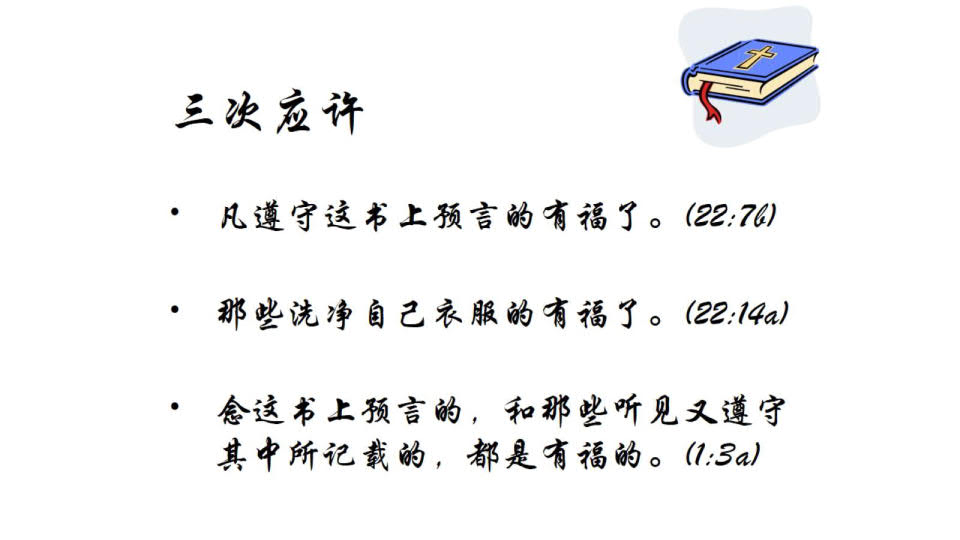 三次应许
• 凡遵守这书上预言的有福了。(22:7b)
• 那些洗净自己衣服的有福了。(22:14a)
• 念这书上预言的，和那些听见又遵守
其中所记载的，都是有福的。(1:3a)